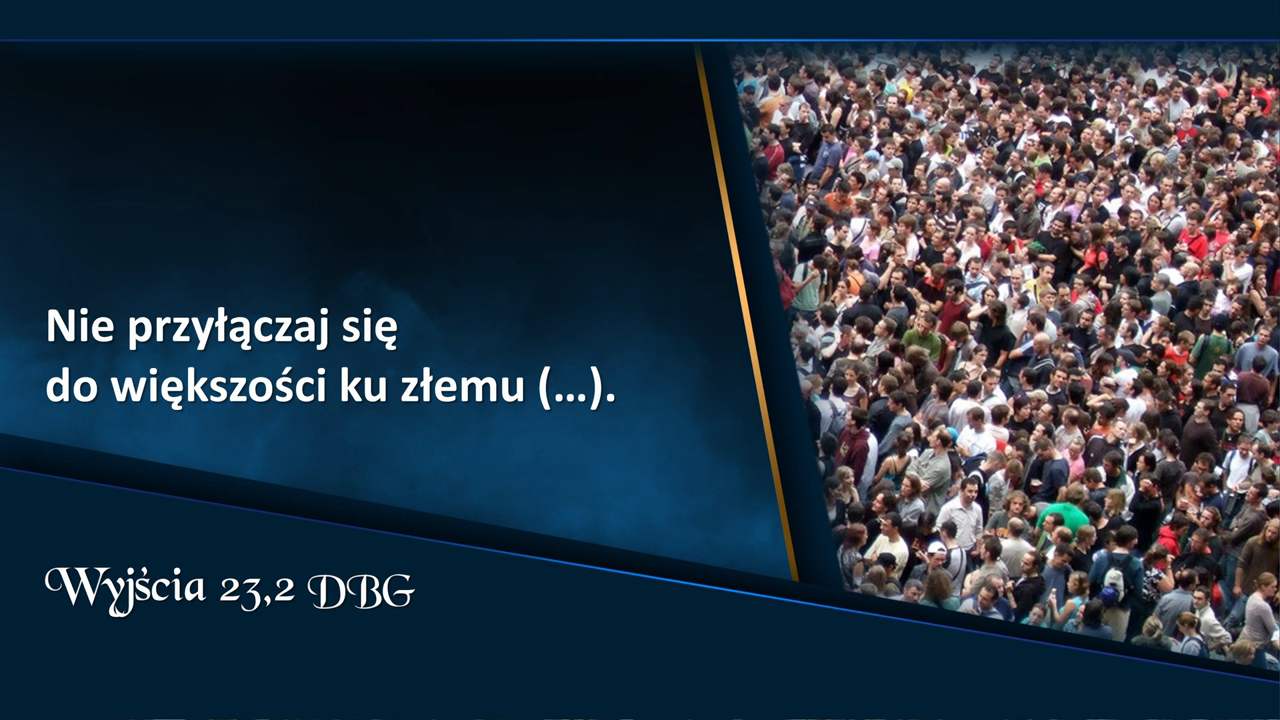 Nie przyłączaj się
do większości ku złemu (...).
Wyjścia 23,2 DBG